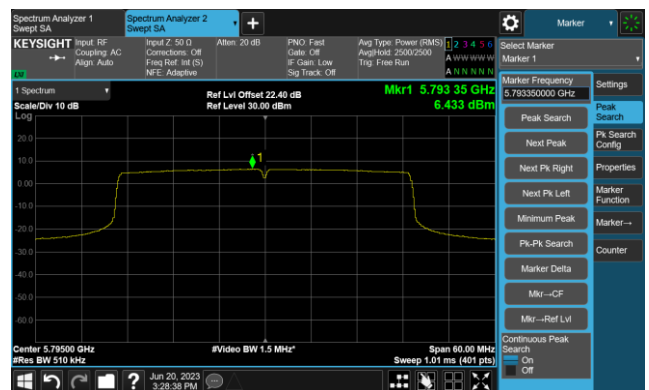 Spectrum Analyzer 1
Swept SA
Spectrum Analyzer 2
Swept SA
Marker
KEYSIGHT
Input: RF
Coupling: AC
Align: Auto
Input Z: 50 Ω
Corrections: Off
Freq Ref: Int (S)
NFE: Adaptive
Atten: 20 dB
PNO: Fast
Gate: Off
IF Gain: Low
Sig Track: Off
Avg Type: Power (RMS)
Avg|Hold: 2500/2500
Trig: Free Run
1 2 3 4 5 6
A W W W W W
A N N N N N
Select Marker
Marker 1
1 Spectrum
Scale/Div 10 dB
Log
Ref Lvl Offset 22.40 dB
Ref Level 30.00 dBm
Mkr1 5.793 35 GHz
6.433 dBm
20.0
10.0
0.00
-10.0
-20.0
-30.0
-40.0
-50.0
-60.0
1
Center 5.79500 GHz
#Res BW 510 kHz
#Video BW 1.5 MHz*
Span 60.00 MHz
Sweep 1.01 ms (401 pts)
Marker Frequency
5.793350000 GHz
Peak Search
Next Peak
Next Pk Right
Next Pk Left
Minimum Peak
Pk-Pk Search
Marker Delta
Mkr→CF
Mkr→Ref Lvl
Continuous Peak
Search
On
Off
Settings
Peak
Search
Pk Search
Config
Properties
Marker
Function
Marker→
Counter
Jun 20, 2023
3:28:38 PM